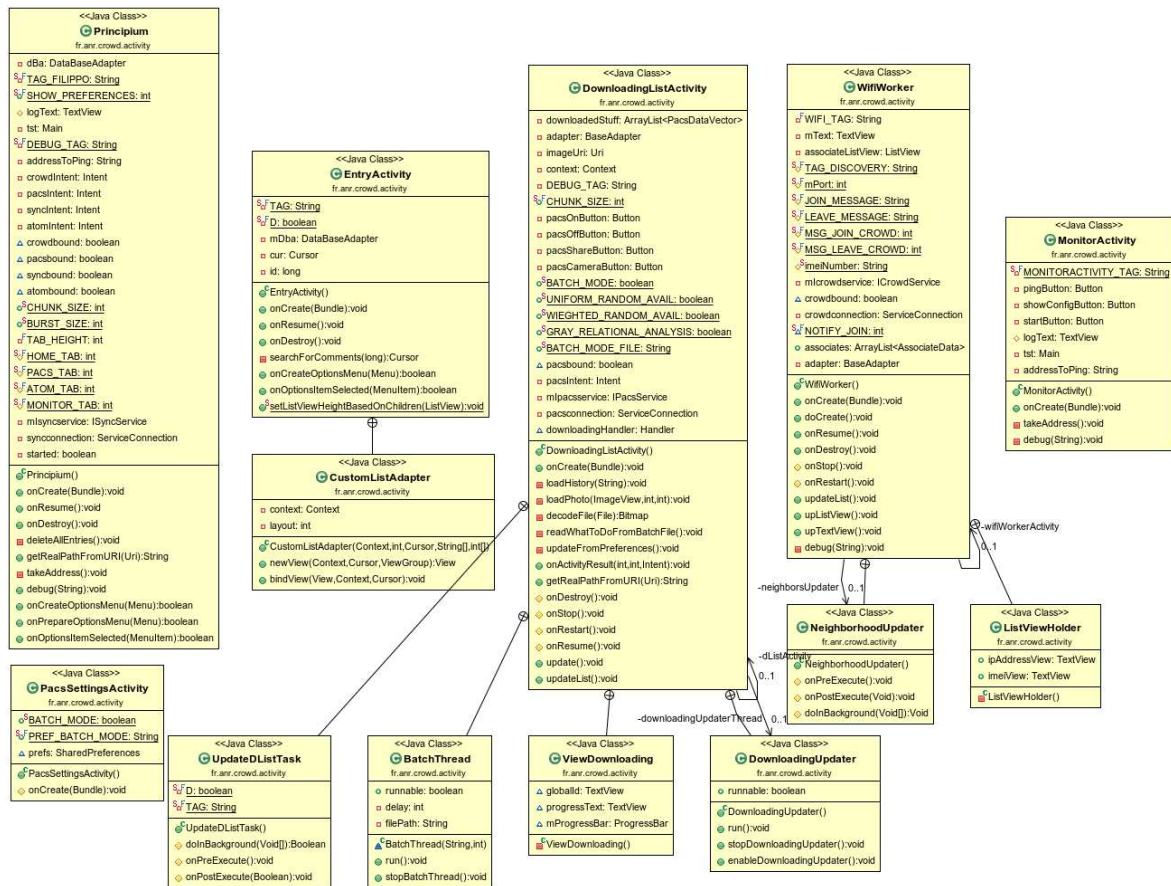 <<Java Class>>
Principium
fr.anr.crowd.activity
dBa: DataBaseAdapter
TAG_FILIPPO: String
SHOW_PREFERENCES: int
logText: TextView
tst: Main
DEBUG_TAG: String
addressToPing: String
crowdIntent: Intent
pacsIntent: Intent
syncIntent: Intent
atomIntent: Intent
crowdbound: boolean
pacsbound: boolean
syncbound: boolean
atombound: boolean
CHUNK_SIZE: int
BURST_SIZE: int
TAB_HEIGHT: int
HOME_TAB: int
PACS_TAB: int
ATOM_TAB: int
MONITOR_TAB: int
mIsyncservice: ISyncService
syncconnection: ServiceConnection
started: boolean
Principium()
onCreate(Bundle):void
onResume():void
onDestroy():void
deleteAllEntries():void
getRealPathFromURI(Uri):String
takeAddress():void
debug(String):void
onCreateOptionsMenu(Menu):boolean
onPrepareOptionsMenu(Menu):boolean
onOptionsItemSelected(MenuItem):boolean
<<Java Class>>
PacsSettingsActivity
fr.anr.crowd.activity
BATCH_MODE: boolean
PREF_BATCH_MODE: String
prefs: SharedPreferences
PacsSettingsActivity()
onCreate(Bundle):void
<<Java Class>>
EntryActivity
fr.anr.crowd.activity
TAG: String
D: boolean
mDba: DataBaseAdapter
cur: Cursor
id: long
EntryActivity()
onCreate(Bundle):void
onResume():void
onDestroy():void
searchForComments(long):Cursor
onCreateOptionsMenu(Menu):boolean
onOptionsItemSelected(MenuItem):boolean
setListViewHeightBasedOnChildren(ListView):void
<<Java Class>>
CustomListAdapter
fr.anr.crowd.activity
context: Context
layout: int
CustomListAdapter(Context,int,Cursor,String[],int[])
newView(Context,Cursor,ViewGroup):View
bindView(View,Context,Cursor):void
<<Java Class>>
DownloadingListActivity
fr.anr.crowd.activity
downloadedStuff: ArrayList<PacsDataVector>
adapter: BaseAdapter
imageUri: Uri
context: Context
DEBUG_TAG: String
CHUNK_SIZE: int
pacsOnButton: Button
pacsOffButton: Button
pacsShareButton: Button
pacsCameraButton: Button
BATCH_MODE: boolean
UNIFORM_RANDOM_AVAIL: boolean
WIEGHTED_RANDOM_AVAIL: boolean
GRAY_RELATIONAL_ANALYSIS: boolean
BATCH_MODE_FILE: String
pacsbound: boolean
pacsIntent: Intent
mIpacsservice: IPacsService
pacsconnection: ServiceConnection
downloadingHandler: Handler
DownloadingListActivity()
onCreate(Bundle):void
loadHistory(String):void
loadPhoto(ImageView,int,int):void
decodeFile(File):Bitmap
readWhatToDoFromBatchFile():void
updateFromPreferences():void
onActivityResult(int,int,Intent):void
getRealPathFromURI(Uri):String
onDestroy():void
onStop():void
onRestart():void
onResume():void
update():void
updateList():void
<<Java Class>>
WifiWorker
fr.anr.crowd.activity
WIFI_TAG: String
mText: TextView
associateListView: ListView
TAG_DISCOVERY: String
mPort: int
JOIN_MESSAGE: String
LEAVE_MESSAGE: String
MSG_JOIN_CROWD: int
MSG_LEAVE_CROWD: int
imeiNumber: String
mIcrowdservice: ICrowdService
crowdbound: boolean
crowdconnection: ServiceConnection
NOTIFY_JOIN: int
associates: ArrayList<AssociateData>
adapter: BaseAdapter
WifiWorker()
onCreate(Bundle):void
doCreate():void
onResume():void
onDestroy():void
onStop():void
onRestart():void
updateList():void
upListView():void
upTextView():void
debug(String):void
<<Java Class>>
MonitorActivity
fr.anr.crowd.activity
MONITORACTIVITY_TAG: String
pingButton: Button
showConfigButton: Button
startButton: Button
logText: TextView
tst: Main
addressToPing: String
MonitorActivity()
onCreate(Bundle):void
takeAddress():void
debug(String):void
-wifiWorkerActivity
0..1
-neighborsUpdater
0..1
<<Java Class>>
NeighborhoodUpdater
fr.anr.crowd.activity
NeighborhoodUpdater()
onPreExecute():void
onPostExecute(Void):void
doInBackground(Void[]):Void
<<Java Class>>
ListViewHolder
fr.anr.crowd.activity
ipAddressView: TextView
imeiView: TextView
ListViewHolder()
-dListActivity
0..1
-downloadingUpdaterThread
0..1
<<Java Class>>
UpdateDListTask
fr.anr.crowd.activity
D: boolean
TAG: String
UpdateDListTask()
doInBackground(Void[]):Boolean
onPreExecute():void
onPostExecute(Boolean):void
<<Java Class>>
BatchThread
fr.anr.crowd.activity
runnable: boolean
delay: int
filePath: String
BatchThread(String,int)
run():void
stopBatchThread():void
<<Java Class>>
ViewDownloading
fr.anr.crowd.activity
globalId: TextView
progressText: TextView
mProgressBar: ProgressBar
ViewDownloading()
<<Java Class>>
DownloadingUpdater
fr.anr.crowd.activity
runnable: boolean
DownloadingUpdater()
run():void
stopDownloadingUpdater():void
enableDownloadingUpdater():void